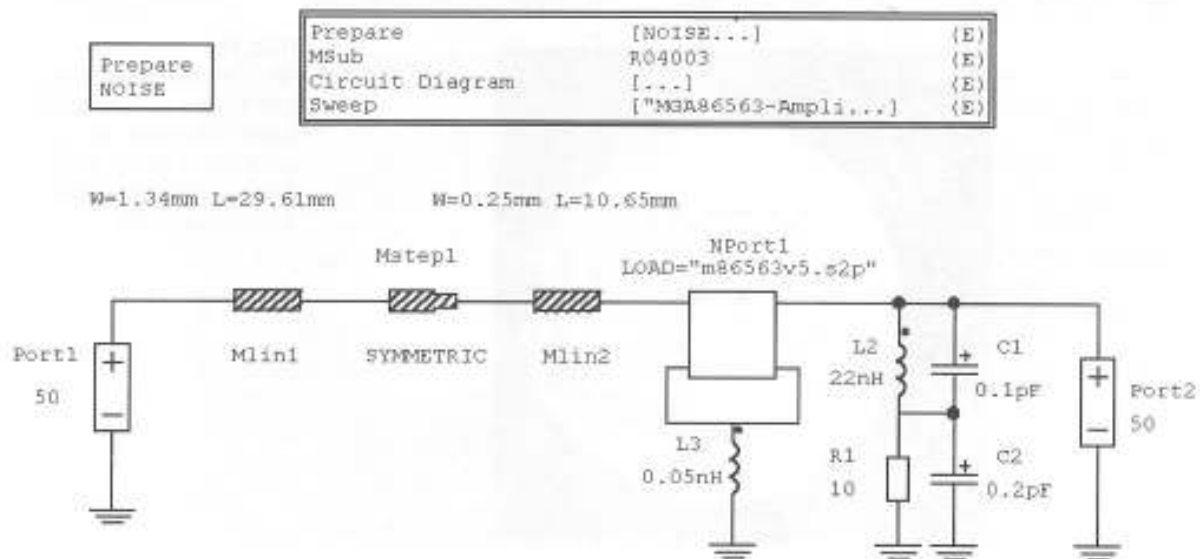 Prepare
NOISE
Prepare [NOISE...] (E)
MSub RO4003 (E)
Circuit Diagram [...] (E)
Sweep ["MGA86563-Ampli...] (E)
W=1.34mm L=29.61mm W=0.25mm L=10.65mm
NPort1
Mstep1
LOAD="m86563v5.s2p"
Port1
50
Mlin1
SYMMETRIC
Mlin2
L2
22nH
C1
0.1pF
Port2
50
L3
0.05nH
R1
10
C2
0.2pF